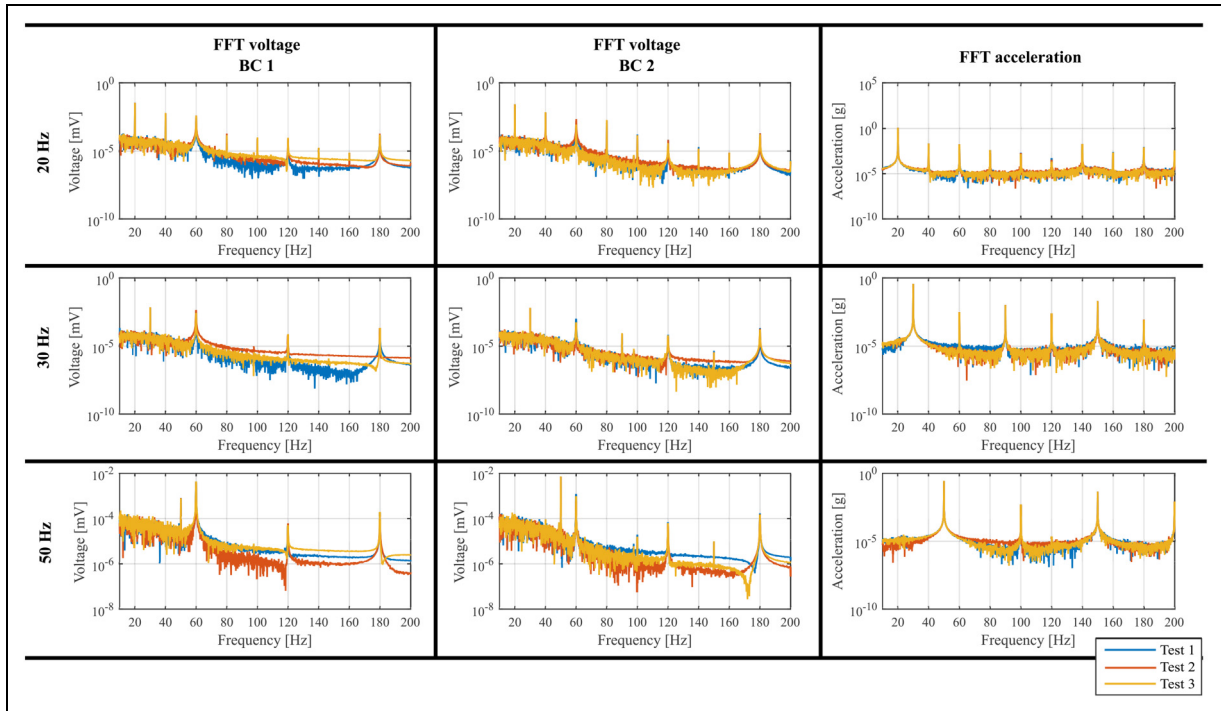 FFT voltage
BC 1
FFT voltage
BC 2
FFT acceleration
20 Hz
Voltage [mV]
10^0
10^-5
10^-10
20 40 60 80 100 120 140 160 180 200
Frequency [Hz]
Voltage [mV]
10^0
10^-5
10^-10
20 40 60 80 100 120 140 160 180 200
Frequency [Hz]
Acceleration [g]
10^5
10^0
10^-5
10^-10
20 40 60 80 100 120 140 160 180 200
Frequency [Hz]
30 Hz
Voltage [mV]
10^0
10^-5
10^-10
20 40 60 80 100 120 140 160 180 200
Frequency [Hz]
Voltage [mV]
10^0
10^-5
10^-10
20 40 60 80 100 120 140 160 180 200
Frequency [Hz]
Acceleration [g]
10^0
10^-5
10^-10
20 40 60 80 100 120 140 160 180 200
Frequency [Hz]
50 Hz
Voltage [mV]
10^-2
10^-4
10^-6
10^-8
20 40 60 80 100 120 140 160 180 200
Frequency [Hz]
Voltage [mV]
10^-2
10^-4
10^-6
10^-8
20 40 60 80 100 120 140 160 180 200
Frequency [Hz]
Acceleration [g]
10^0
10^-5
10^-10
20 40 60 80 100 120 140 160 180 200
Frequency [Hz]
Test 1
Test 2
Test 3